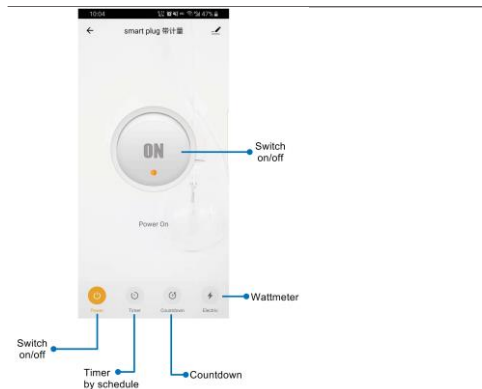 10:04
47%
smart plug 带计量
ON
Switch
on/off
Power On
Power
Timer
Countdown
Electric
Wattmeter
Switch
on/off
Timer
by schedule
Countdown